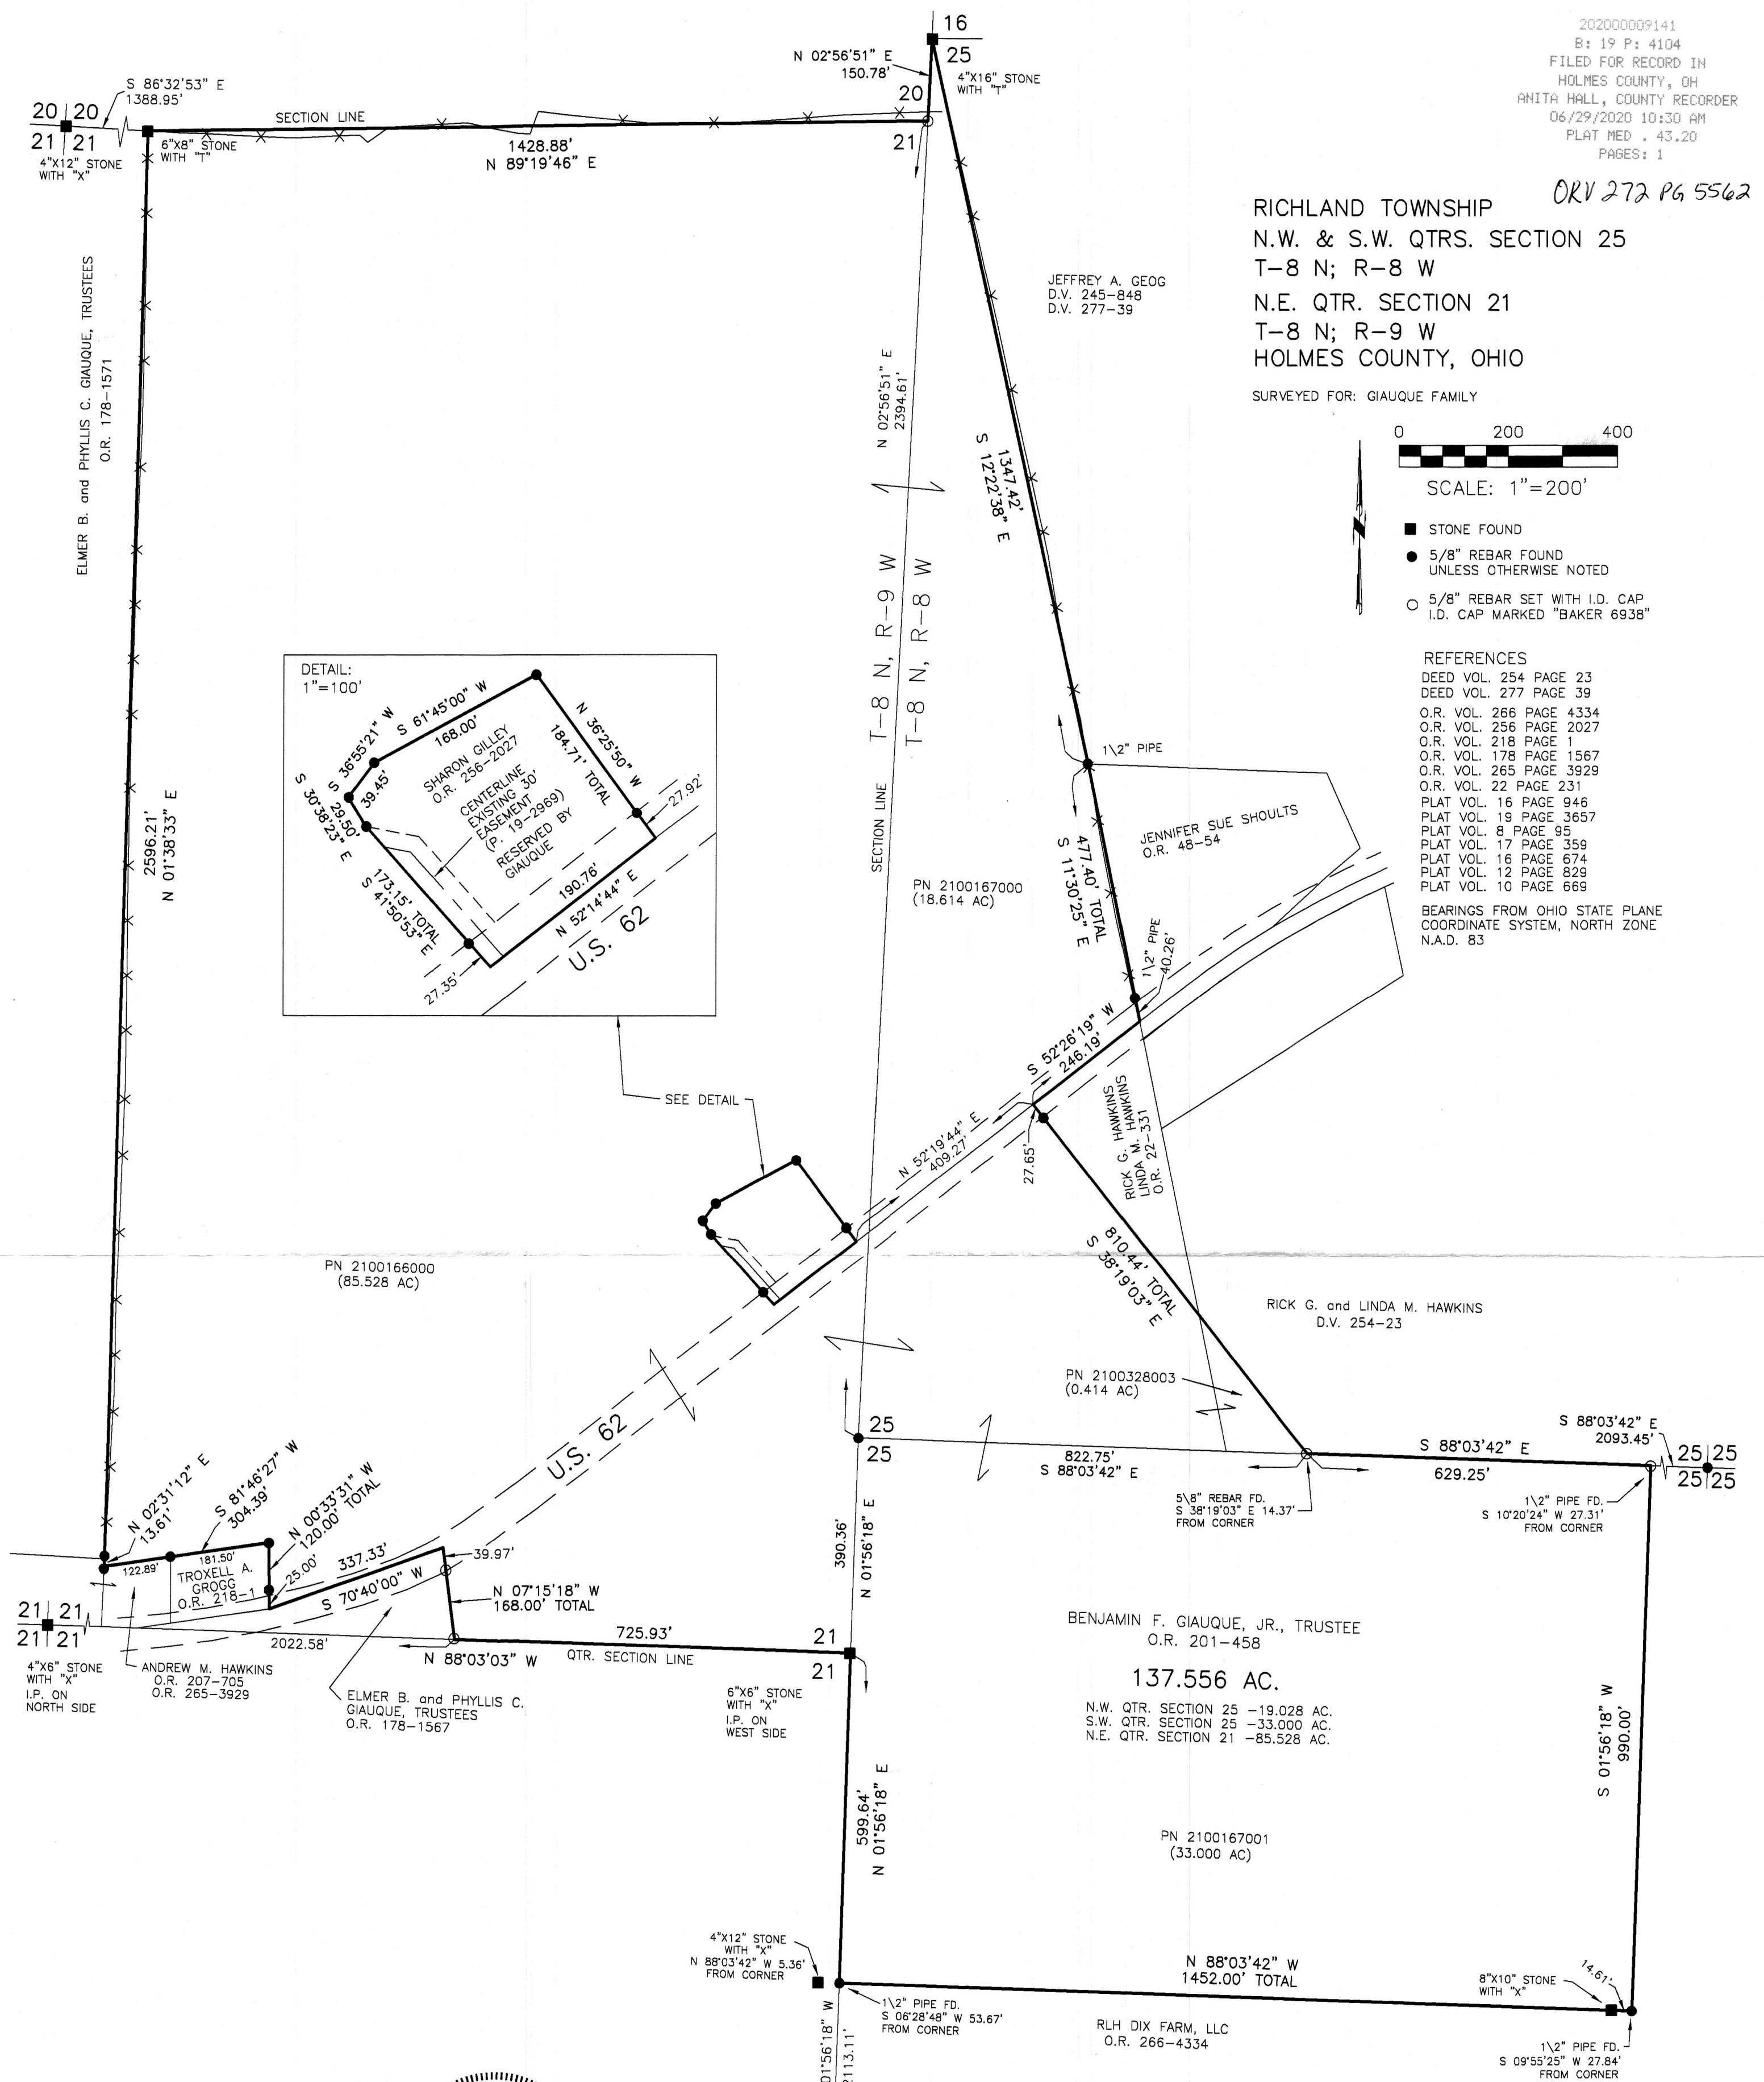 202000009141
B: 19 P: 4104
FILED FOR RECORD IN
HOLMES COUNTY, OH
ANITA HALL, COUNTY RECORDER
06/29/2020 10:30 AM
PLAT MED . 43.20
PAGES: 1
ORV 272 PG 5562
RICHLAND TOWNSHIP
N.W. & S.W. QTRS. SECTION 25
T-8 N; R-8 W
N.E. QTR. SECTION 21
T-8 N; R-9 W
HOLMES COUNTY, OHIO
SURVEYED FOR: GIAUQUE FAMILY
0 200 400
SCALE: 1"=200'
STONE FOUND
5/8" REBAR FOUND
UNLESS OTHERWISE NOTED
5/8" REBAR SET WITH I.D. CAP
I.D. CAP MARKED "BAKER 6938"
REFERENCES
DEED VOL. 254 PAGE 23
DEED VOL. 277 PAGE 39
O.R. VOL. 266 PAGE 4334
O.R. VOL. 256 PAGE 2027
O.R. VOL. 218 PAGE 1
O.R. VOL. 178 PAGE 1567
O.R. VOL. 265 PAGE 3929
O.R. VOL. 22 PAGE 231
PLAT VOL. 16 PAGE 946
PLAT VOL. 19 PAGE 3657
PLAT VOL. 8 PAGE 95
PLAT VOL. 17 PAGE 359
PLAT VOL. 16 PAGE 674
PLAT VOL. 12 PAGE 829
PLAT VOL. 10 PAGE 669
BEARINGS FROM OHIO STATE PLANE
COORDINATE SYSTEM, NORTH ZONE
N.A.D. 83
16
25
N 02°56'51" E
150.78'
4"X16" STONE
WITH "T"
20
21
S 86°32'53" E
1388.95'
20 20
21 21
4"X12" STONE
WITH "X"
6"X8" STONE
WITH "T"
SECTION LINE
1428.88'
N 89°19'46" E
ELMER B. and PHYLLIS C. GIAUQUE, TRUSTEES
O.R. 178-1571
2596.21'
N 01°38'33" E
JEFFREY A. GEOG
D.V. 245-848
D.V. 277-39
N 02°56'51" E
2394.61'
1347.42'
S 12°22'38" E
SECTION LINE
T-8 N, R-9 W
T-8 N, R-8 W
DETAIL:
1"=100'
S 61°45'00" W
168.00'
S 36°55'21" W
39.45'
S 30°38'23" E
29.50'
N 36°25'50" W
184.71' TOTAL
SHARON GILLEY
O.R. 256-2027
CENTERLINE
EXISTING 30'
EASEMENT
(P. 19-2969)
RESERVED BY
GIAUQUE
27.92'
173.15' TOTAL
S 41°50'53" E
190.76'
N 52°14'44" E
U.S. 62
27.35'
SEE DETAIL
1\2" PIPE
JENNIFER SUE SHOULTS
O.R. 48-54
477.40' TOTAL
S 11°30'25" E
PN 2100167000
(18.614 AC)
1\2" PIPE
40.26'
S 52°26'19" W
246.19'
N 52°19'44" E
409.27'
27.65'
RICK G. HAWKINS
LINDA M. HAWKINS
O.R. 22-331
810.44' TOTAL
S 38°19'03" E
RICK G. and LINDA M. HAWKINS
D.V. 254-23
PN 2100166000
(85.528 AC)
PN 2100328003
(0.414 AC)
U.S. 62
25
25
822.75'
S 88°03'42" E
S 88°03'42" E
629.25'
S 88°03'42" E
2093.45'
25 25
25 25
5\8" REBAR FD.
S 38°19'03" E 14.37'
FROM CORNER
1\2" PIPE FD.
S 10°20'24" W 27.31'
FROM CORNER
N 02°31'12" E
13.61'
S 81°46'27" W
304.39'
N 00°33'31" W
120.00' TOTAL
122.89'
181.50'
TROXELL A.
GROGG
O.R. 218-1
25.00'
337.33'
S 70°40'00" W
39.97'
N 07°15'18" W
168.00' TOTAL
390.36'
N 01°56'18" E
21 21
21 21
2022.58'
N 88°03'03" W
725.93'
QTR. SECTION LINE
21
21
4"X6" STONE
WITH "X"
I.P. ON
NORTH SIDE
ANDREW M. HAWKINS
O.R. 207-705
O.R. 265-3929
ELMER B. and PHYLLIS C.
GIAUQUE, TRUSTEES
O.R. 178-1567
6"X6" STONE
WITH "X"
I.P. ON
WEST SIDE
BENJAMIN F. GIAUQUE, JR., TRUSTEE
O.R. 201-458
137.556 AC.
N.W. QTR. SECTION 25 -19.028 AC.
S.W. QTR. SECTION 25 -33.000 AC.
N.E. QTR. SECTION 21 -85.528 AC.
S 01°56'18" W
990.00'
599.64'
N 01°56'18" E
PN 2100167001
(33.000 AC)
4"X12" STONE
WITH "X"
N 88°03'42" W 5.36'
FROM CORNER
N 88°03'42" W
1452.00' TOTAL
8"X10" STONE
WITH "X"
14.61'
1\2" PIPE FD.
S 06°28'48" W 53.67'
FROM CORNER
RLH DIX FARM, LLC
O.R. 266-4334
1\2" PIPE FD.
S 09°55'25" W 27.84'
FROM CORNER
01°56'18" W
2113.11'